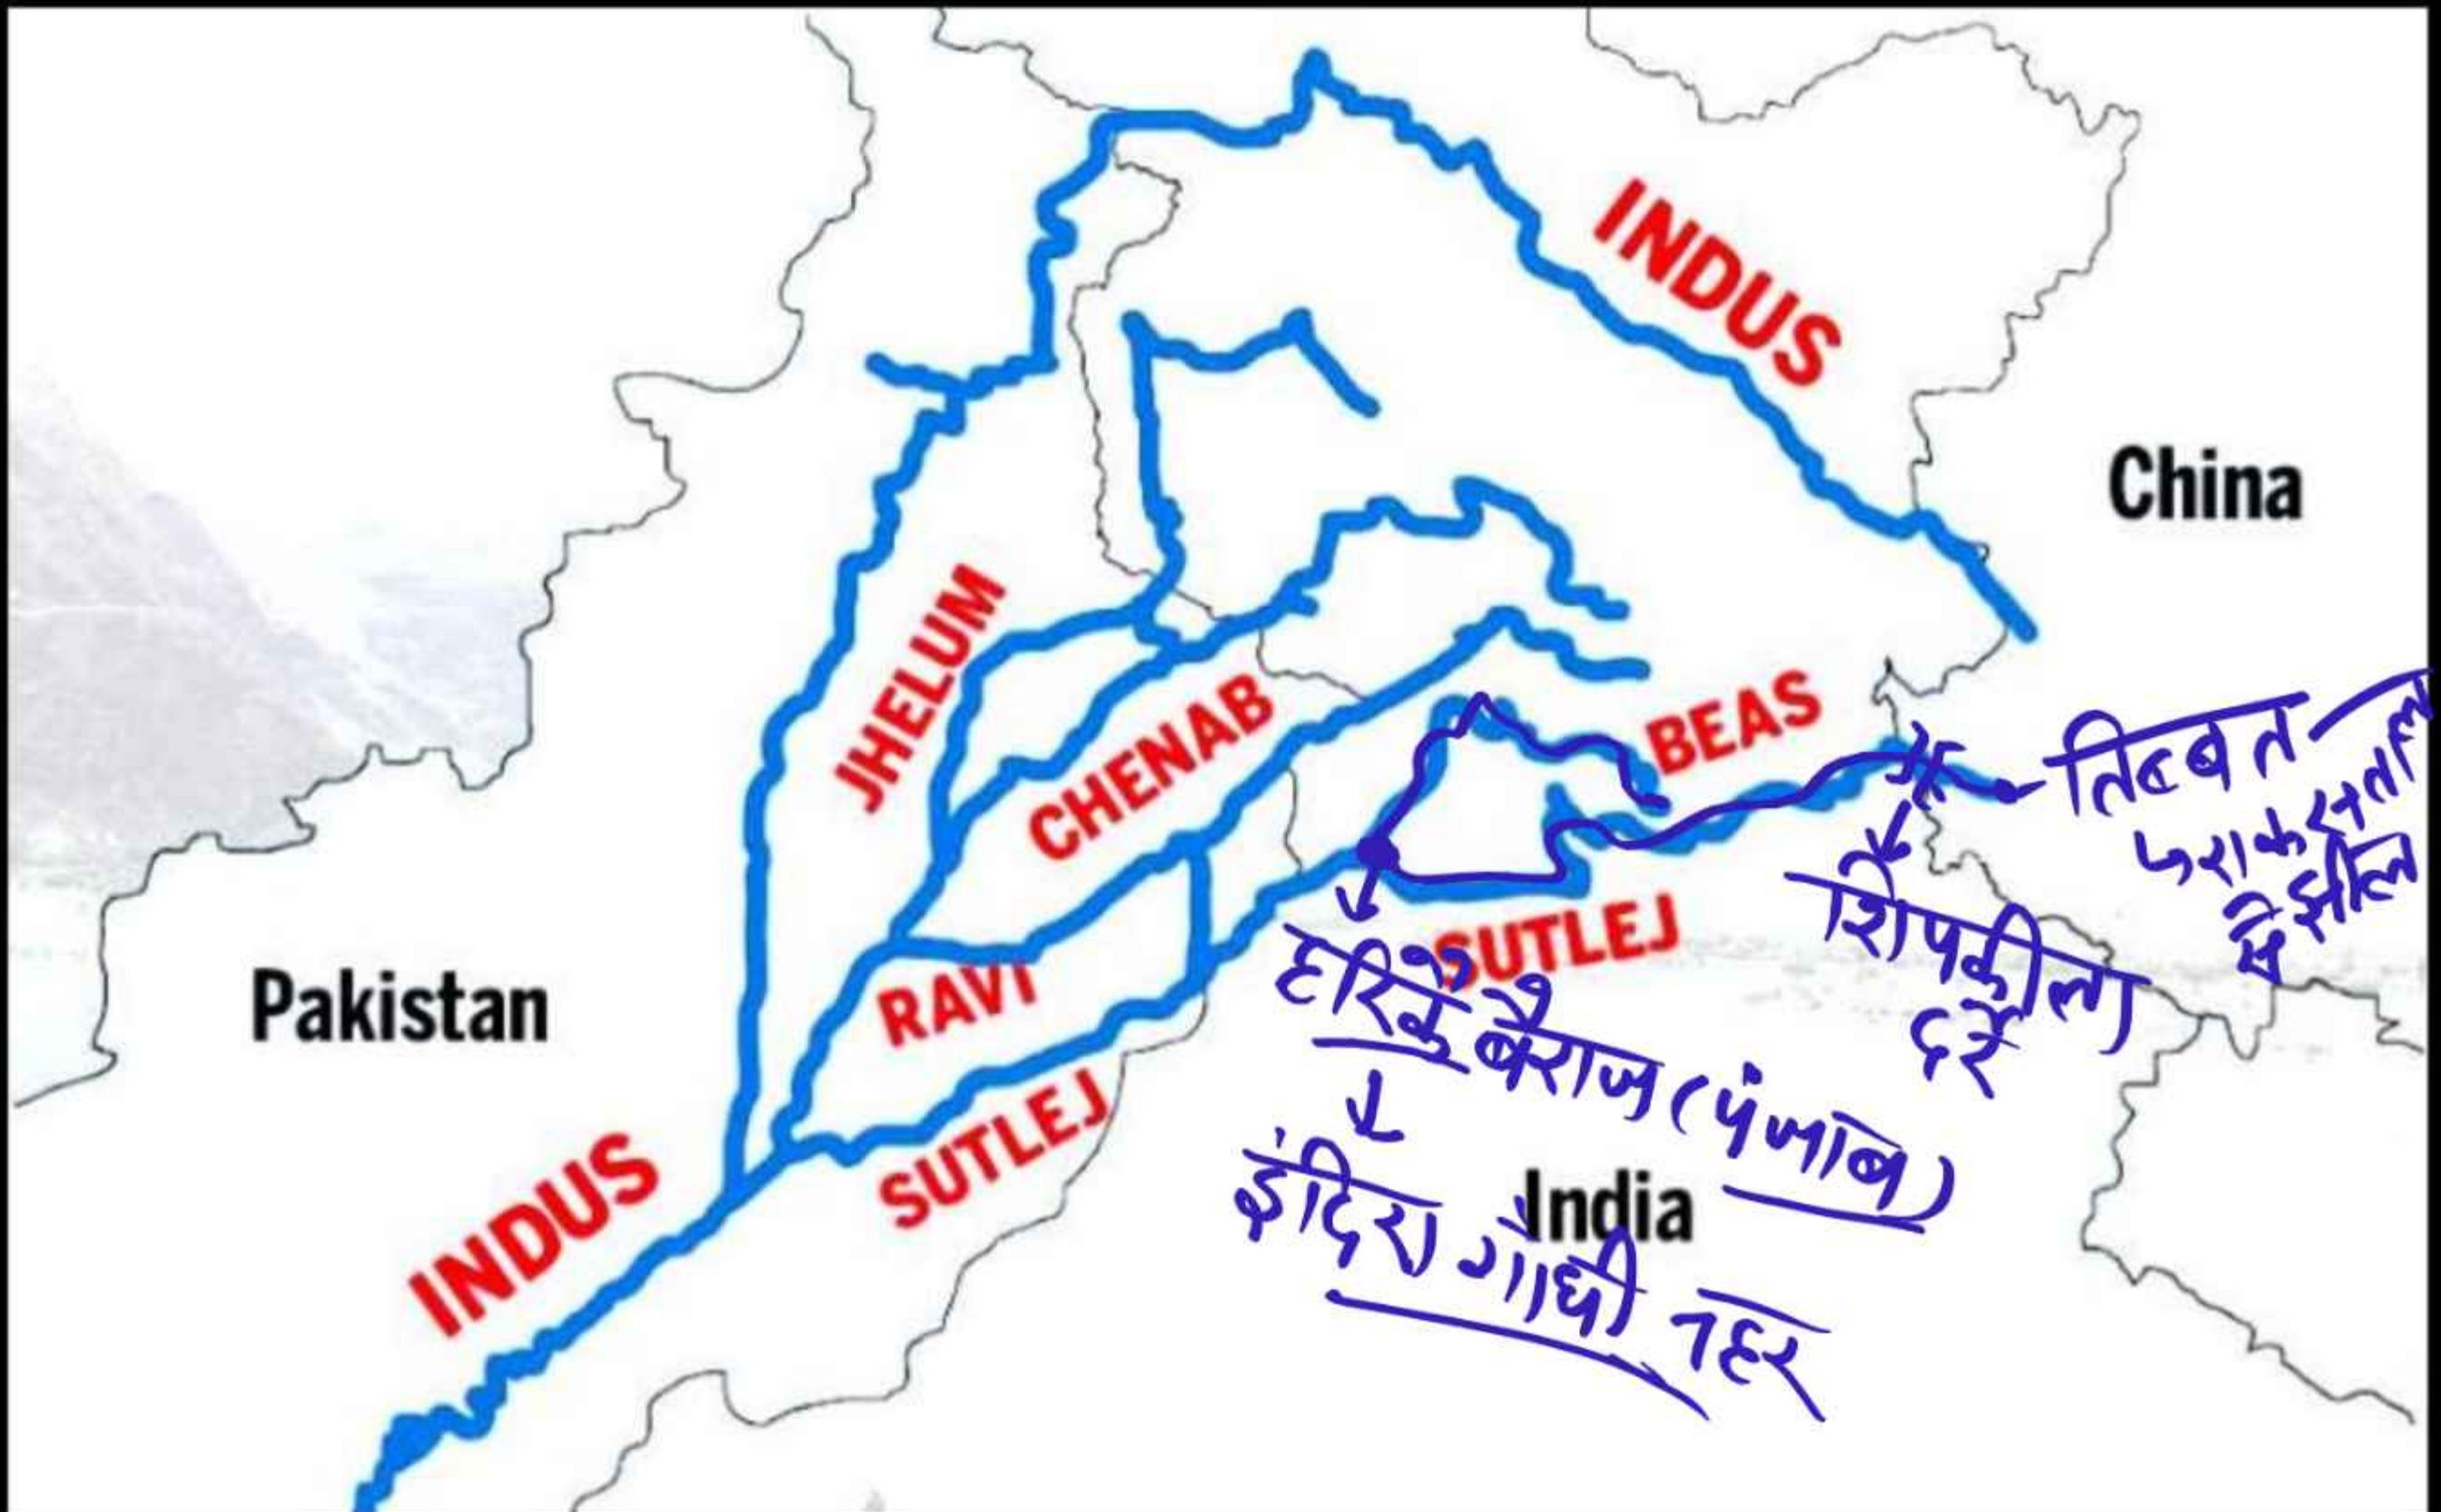 INDUS
China
JHELUM
BEAS
CHENAB
तिब्बत
राकसताल
झील
से
शिपकीला
दर्रे
SUTLEJ
RAVI
Pakistan
हरिके बैराज (पंजाब)
SUTLEJ
INDUS
India
इंदिरा गाँधी नहर